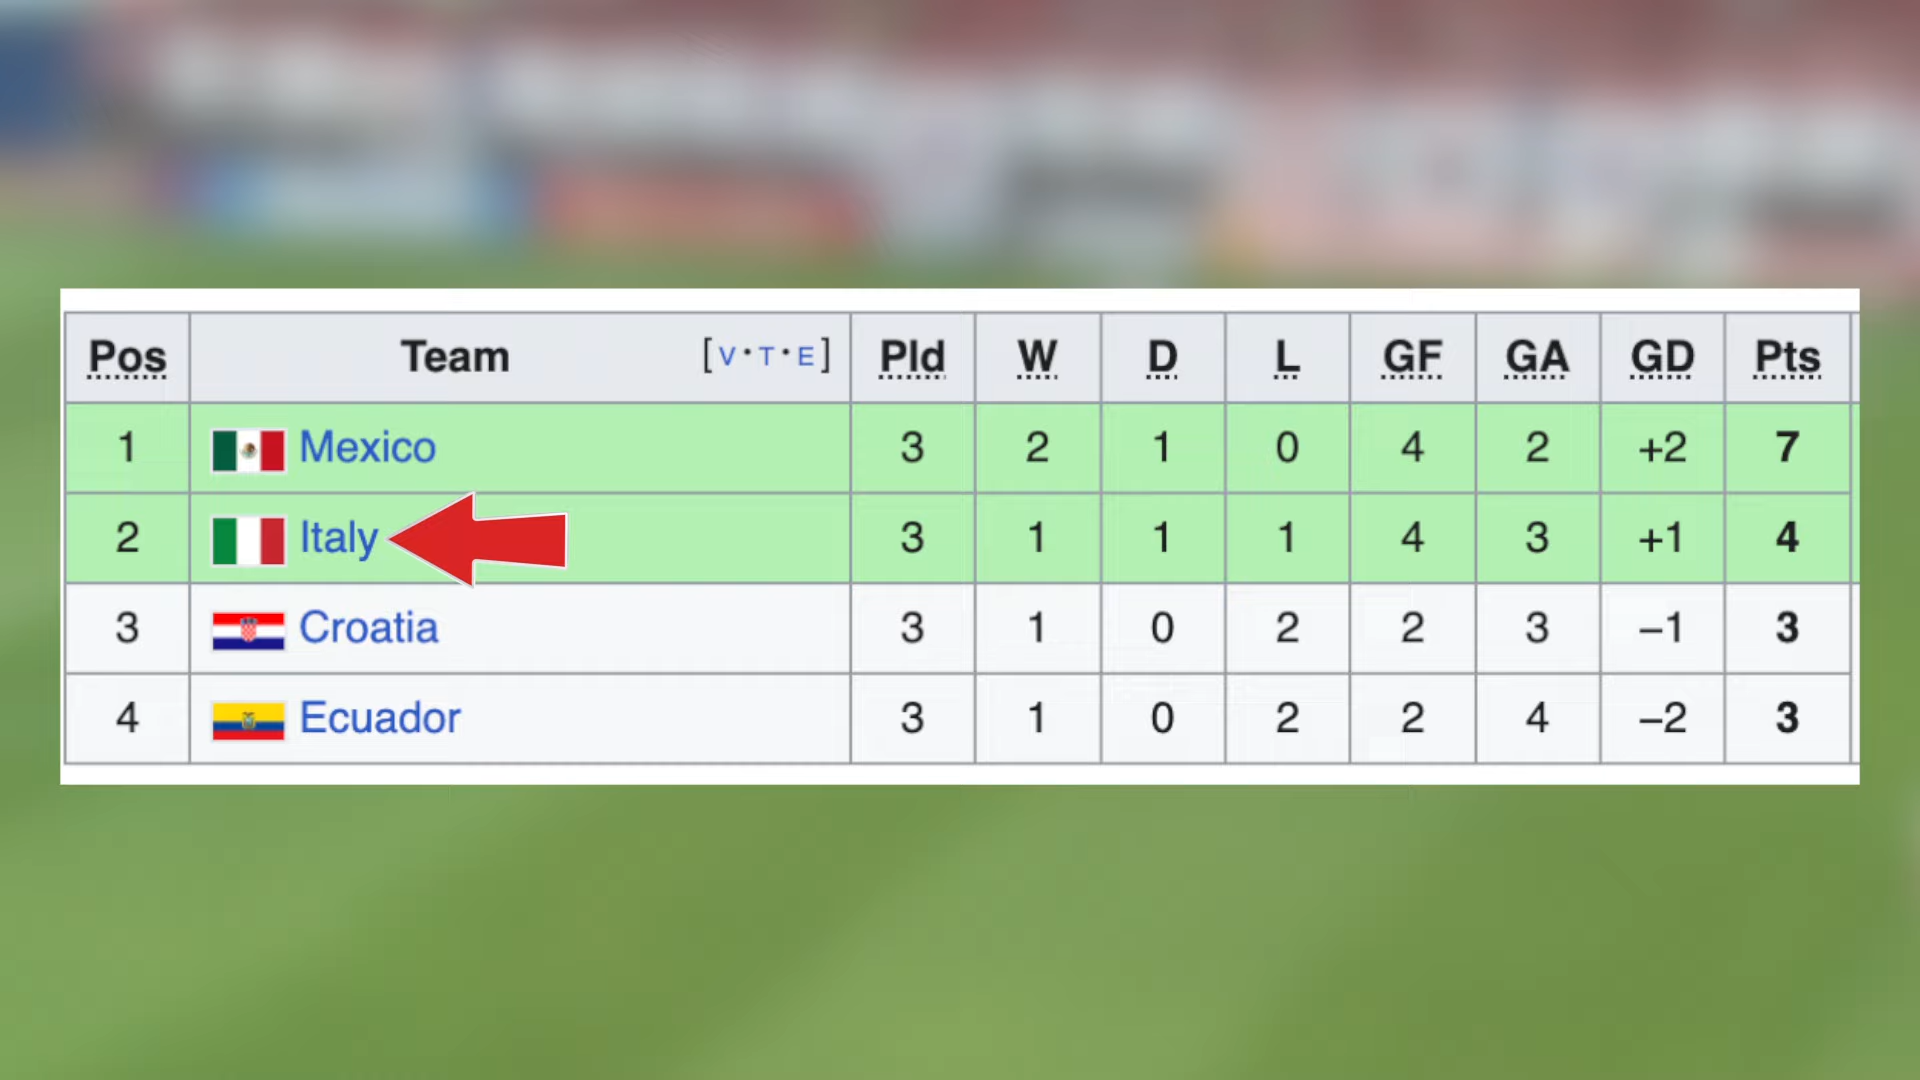 Pos Team [V·T·E] Pld W D L GF GA GD Pts
1 Mexico 3 2 1 0 4 2 +2 7
2 Italy 3 1 1 1 4 3 +1 4
3 Croatia 3 1 0 2 2 3 −1 3
4 Ecuador 3 1 0 2 2 4 −2 3